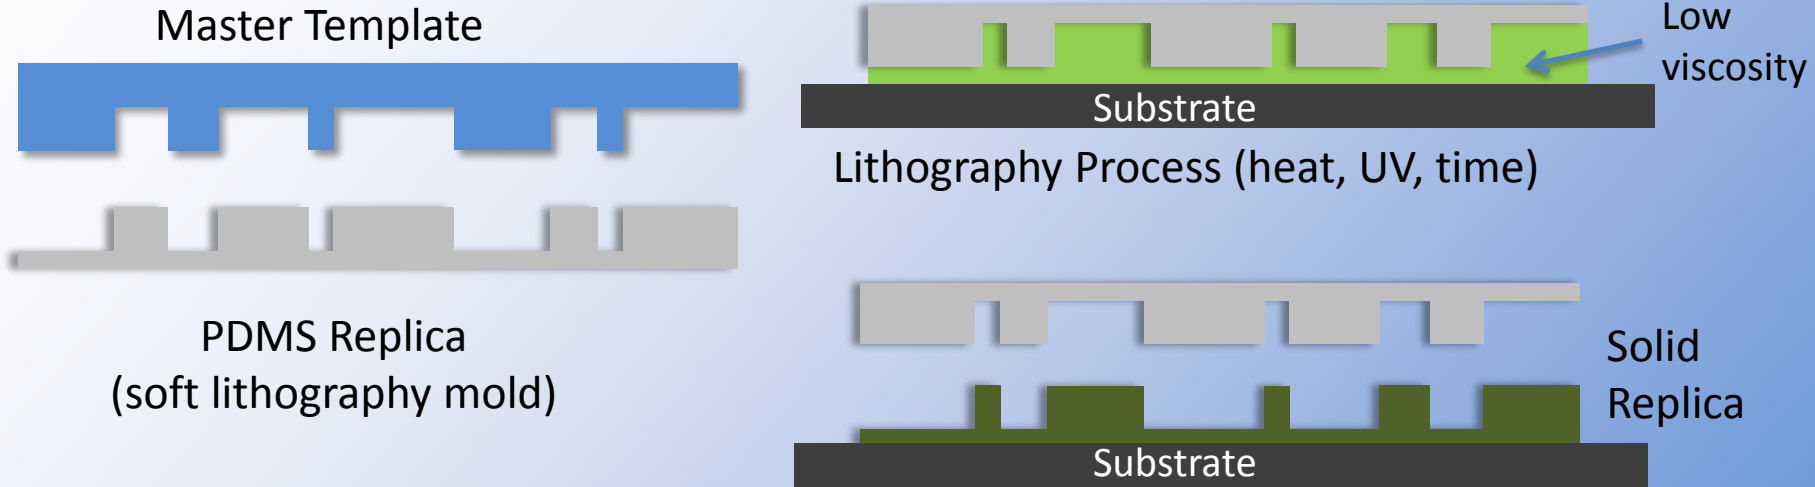 Master Template
PDMS Replica
(soft lithography mold)
Low
viscosity
Substrate
Lithography Process (heat, UV, time)
Solid
Replica
Substrate